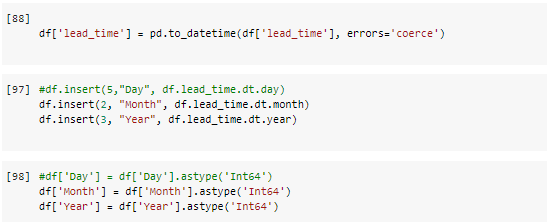 [88]
df['lead_time'] = pd.to_datetime(df['lead_time'], errors='coerce')
[97] #df.insert(5,"Day", df.lead_time.dt.day)
df.insert(2, "Month", df.lead_time.dt.month)
df.insert(3, "Year", df.lead_time.dt.year)
[98] #df['Day'] = df['Day'].astype('Int64')
df['Month'] = df['Month'].astype('Int64')
df['Year'] = df['Year'].astype('Int64')